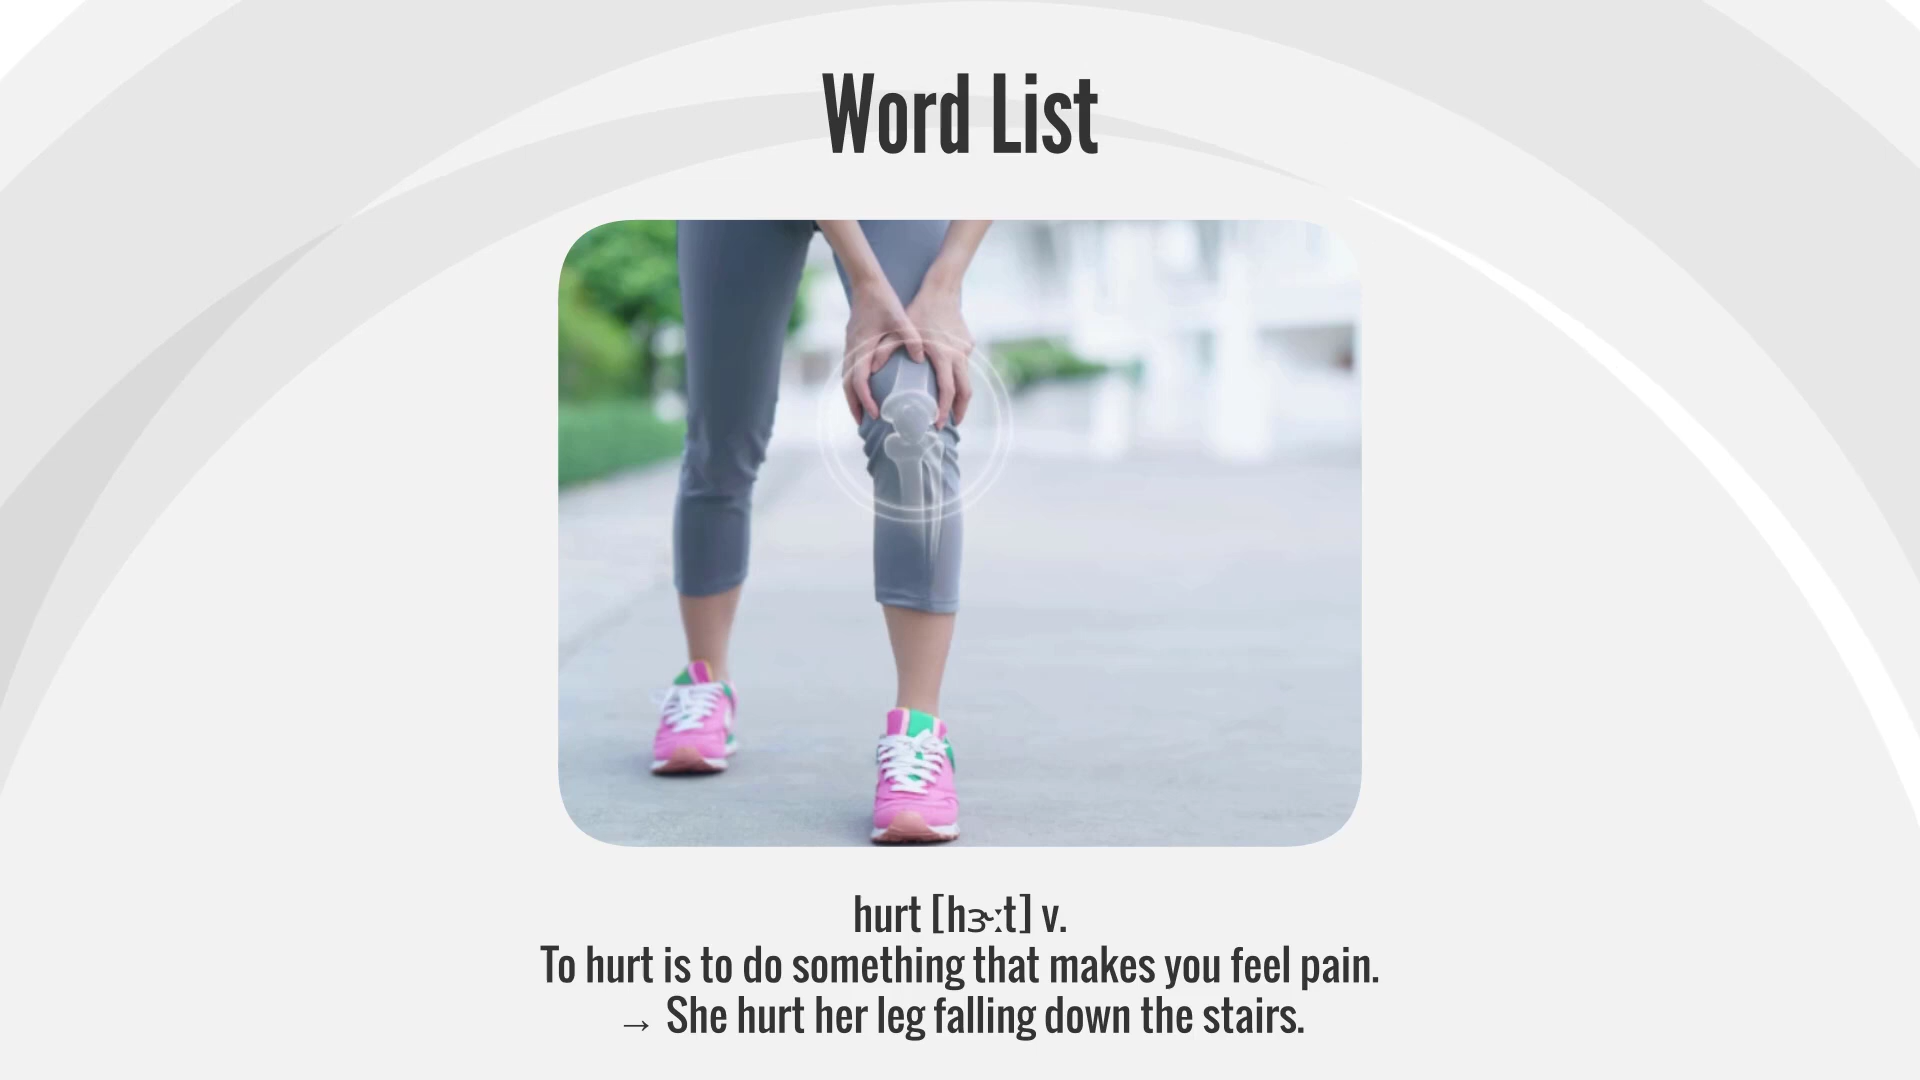 Word List
hurt [hɝːt] v.
To hurt is to do something that makes you feel pain.
→ She hurt her leg falling down the stairs.